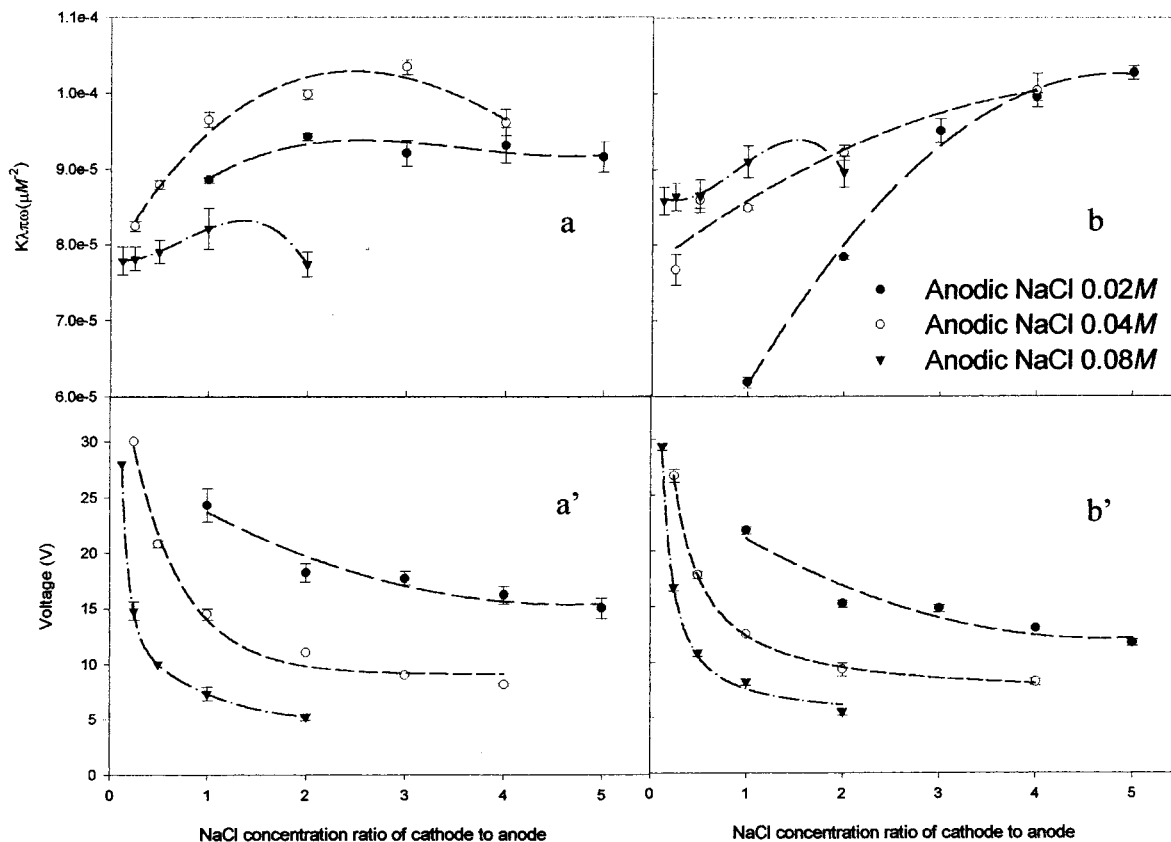 1.1e-4
1.0e-4
9.0e-5
8.0e-5
7.0e-5
6.0e-5
Kλπω(μM⁻²)
a
b
Anodic NaCl 0.02M
Anodic NaCl 0.04M
Anodic NaCl 0.08M
30
25
20
15
10
5
0
Voltage (V)
a’
b’
0 1 2 3 4 5
0 1 2 3 4 5
NaCl concentration ratio of cathode to anode
NaCl concentration ratio of cathode to anode